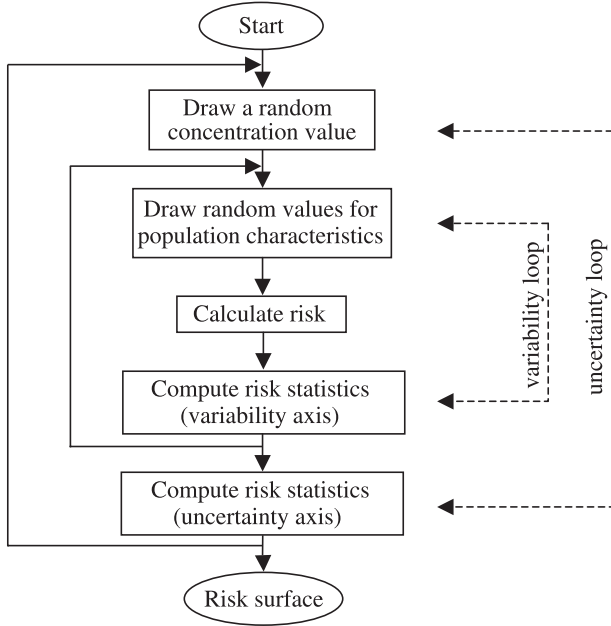 Start
Draw a random
concentration value
Draw random values for
population characteristics
Calculate risk
Compute risk statistics
(variability axis)
Compute risk statistics
(uncertainty axis)
Risk surface
variability loop
uncertainty loop